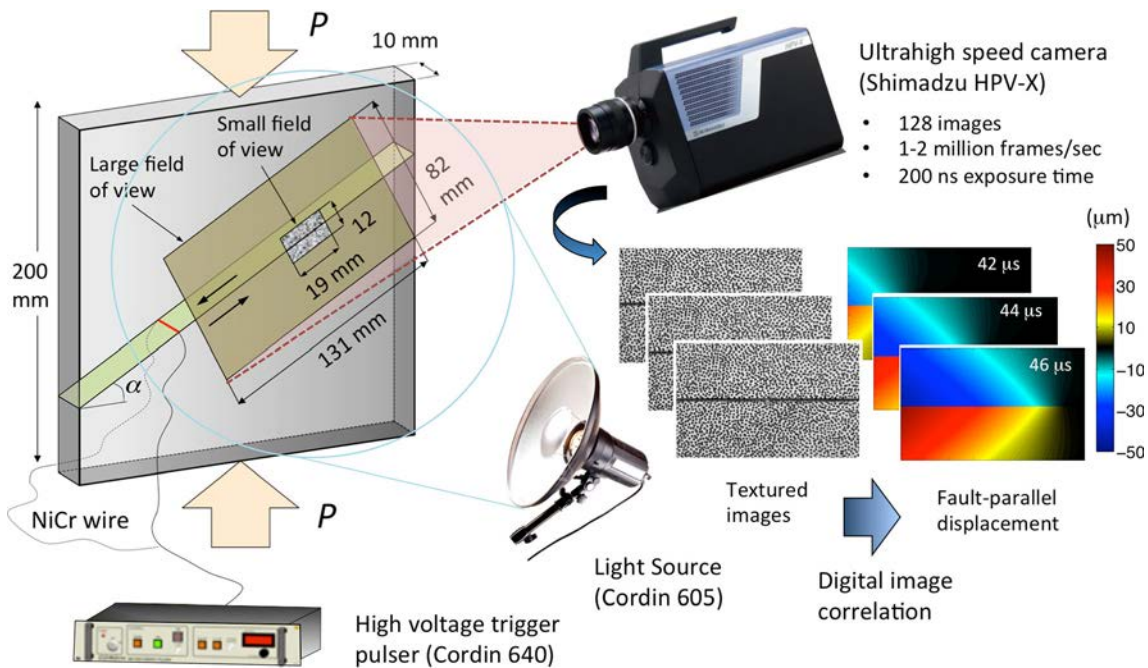 P
10 mm
Small field
of view
Large field
of view
82
mm
12
19 mm
131 mm
200
mm
α
NiCr wire
P
High voltage trigger
pulser (Cordin 640)
Light Source
(Cordin 605)
HPV-X
Ultrahigh speed camera
(Shimadzu HPV-X)
• 128 images
• 1-2 million frames/sec
• 200 ns exposure time
(μm)
50
30
10
−10
−30
−50
42 μs
44 μs
46 μs
Textured
images
Fault-parallel
displacement
Digital image
correlation